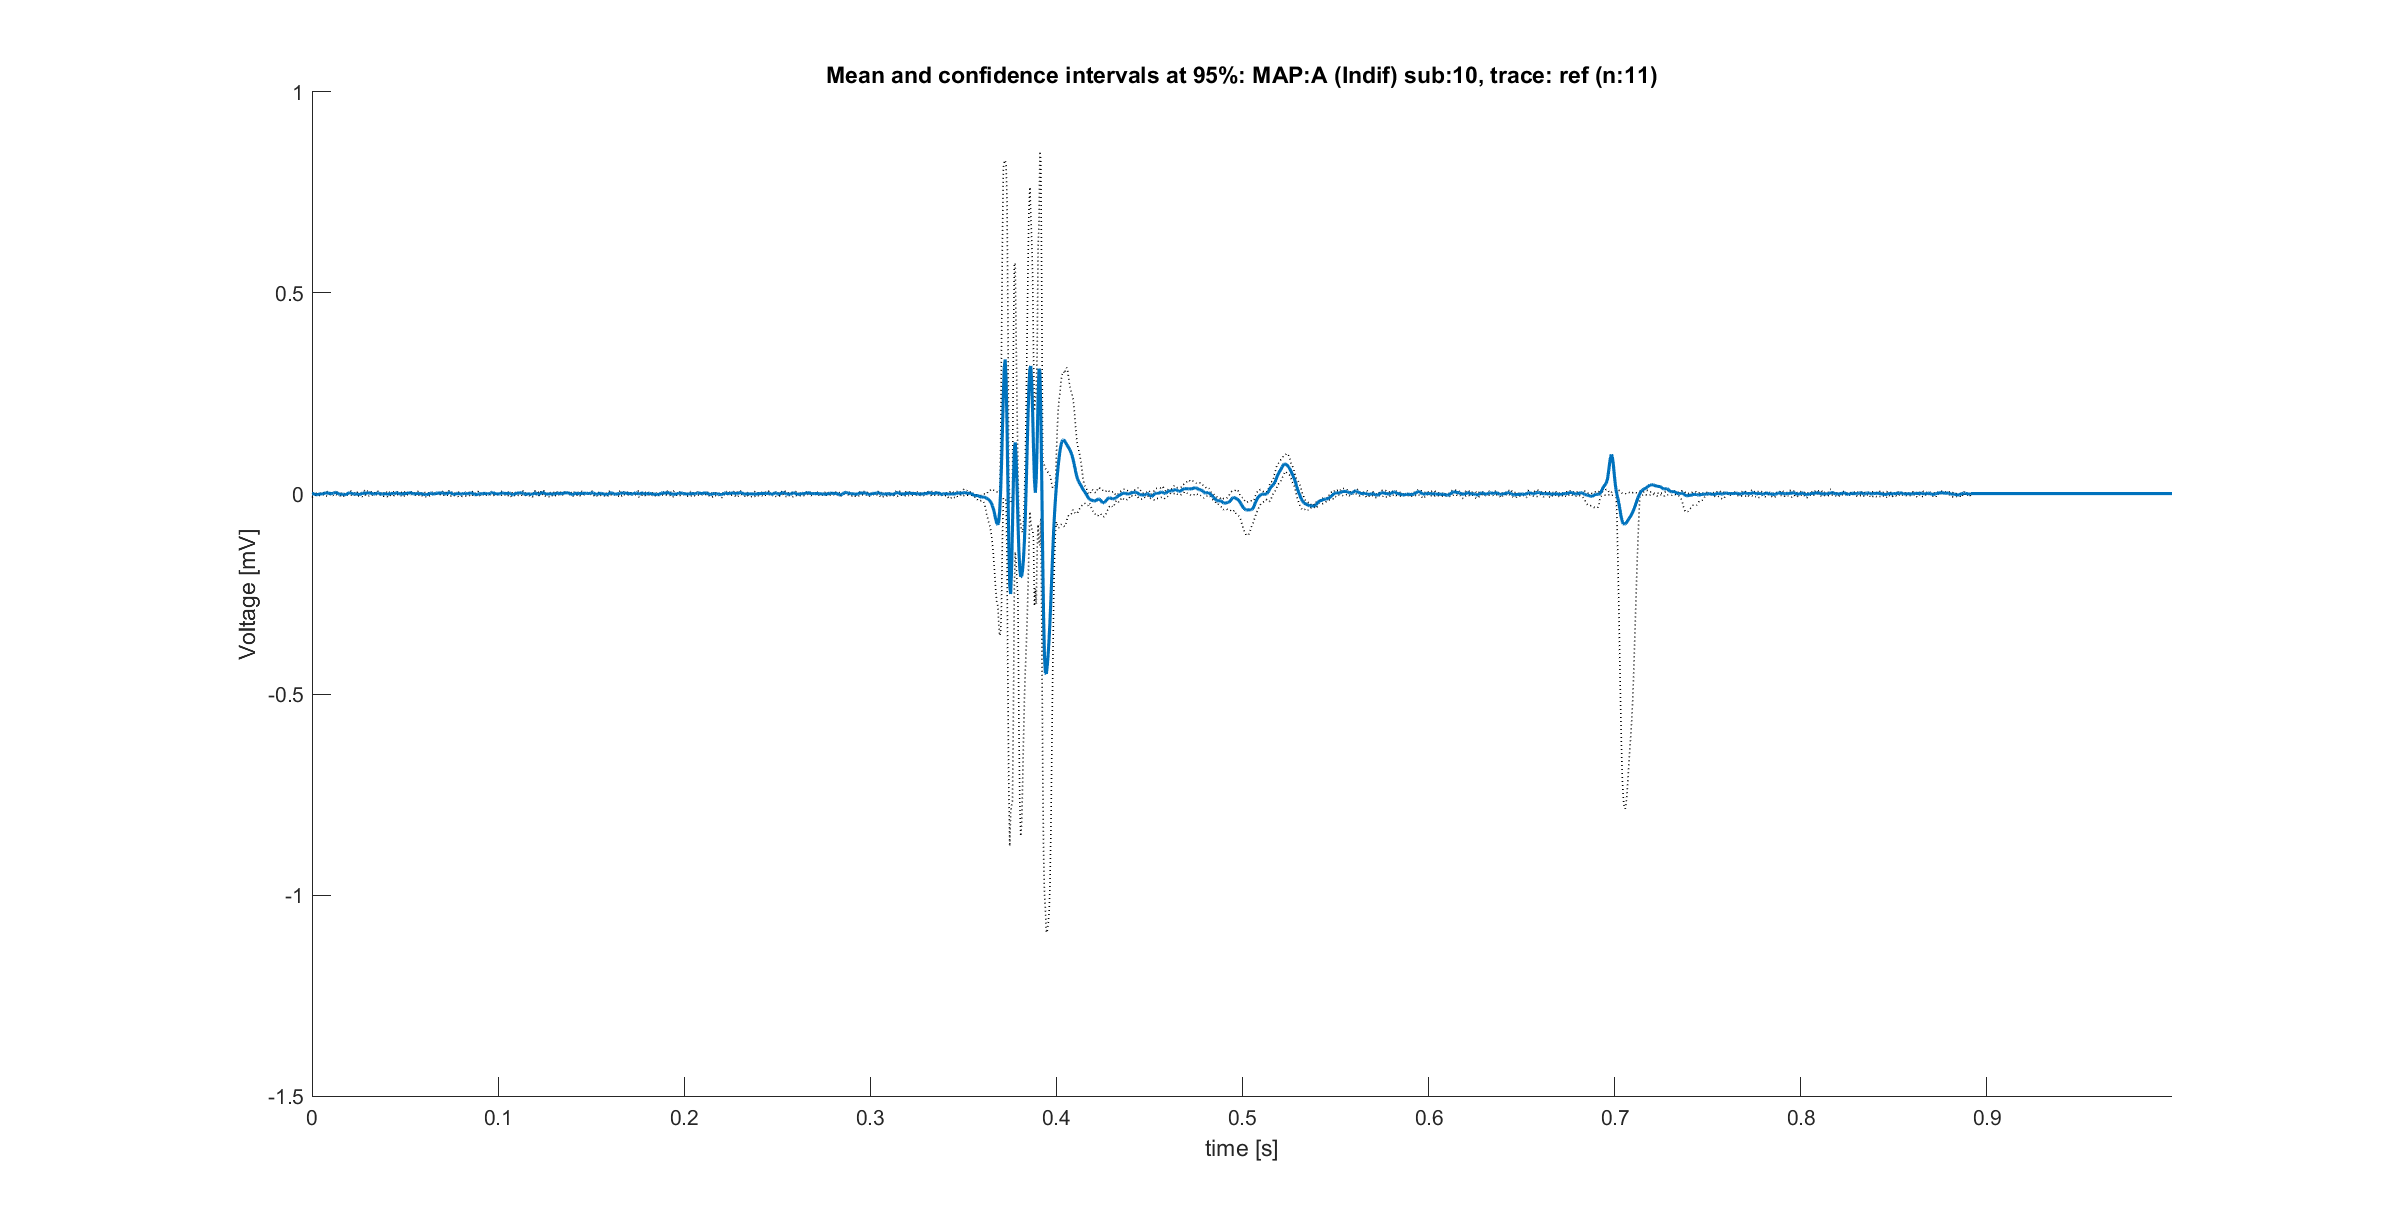 Mean and confidence intervals at 95%: MAP:A (Indif) sub:10, trace: ref (n:11)
1
0.5
0
-0.5
-1
-1.5
Voltage [mV]
0 0.1 0.2 0.3 0.4 0.5 0.6 0.7 0.8 0.9
time [s]